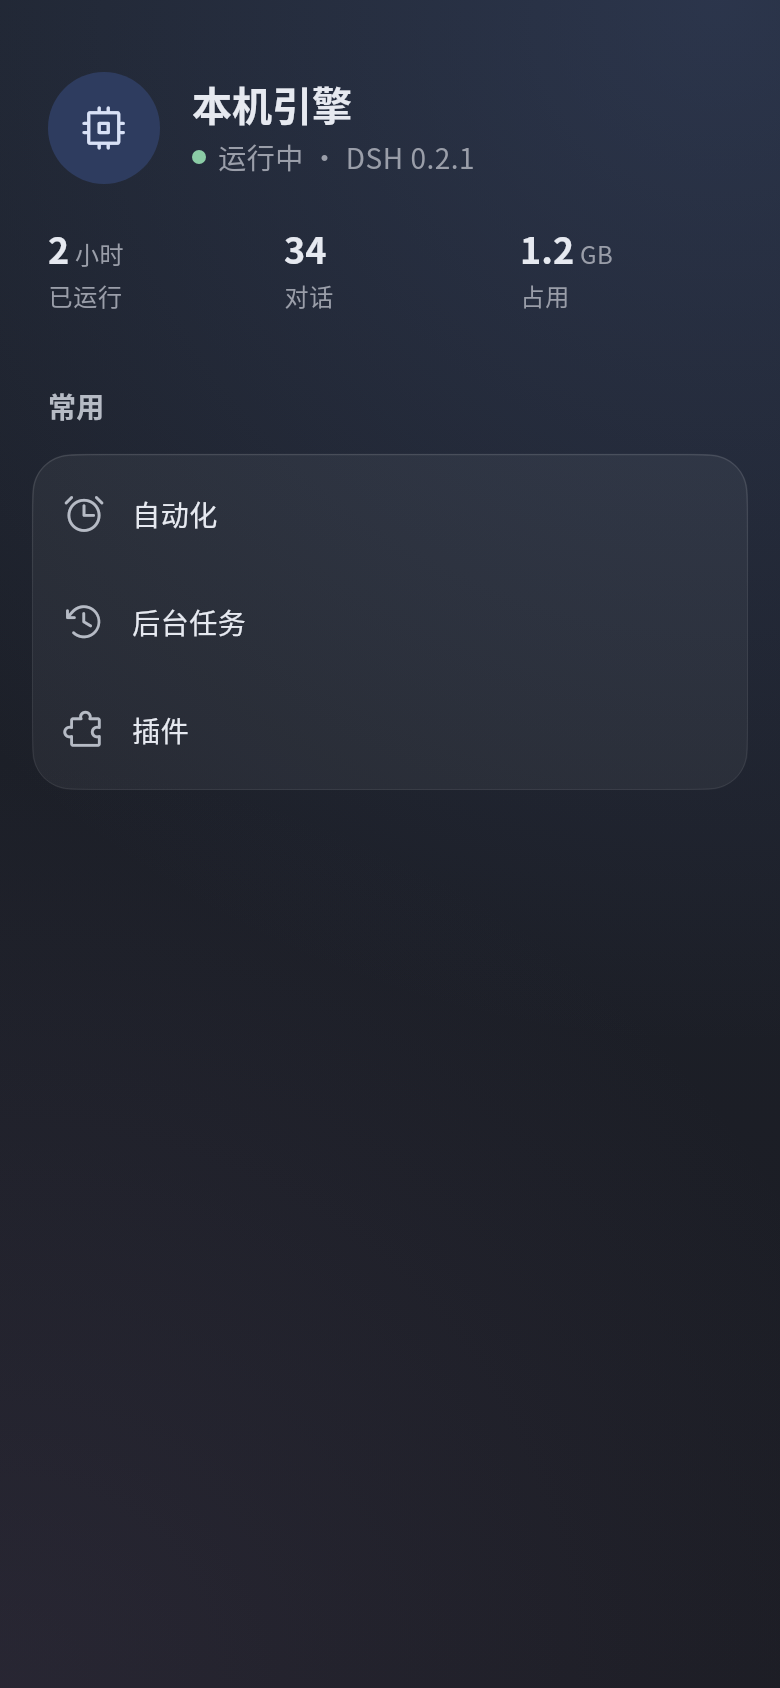 本机引擎
运行中 · DSH 0.2.1
2 小时
已运行
34
对话
1.2 GB
占用
常用
自动化
后台任务
插件